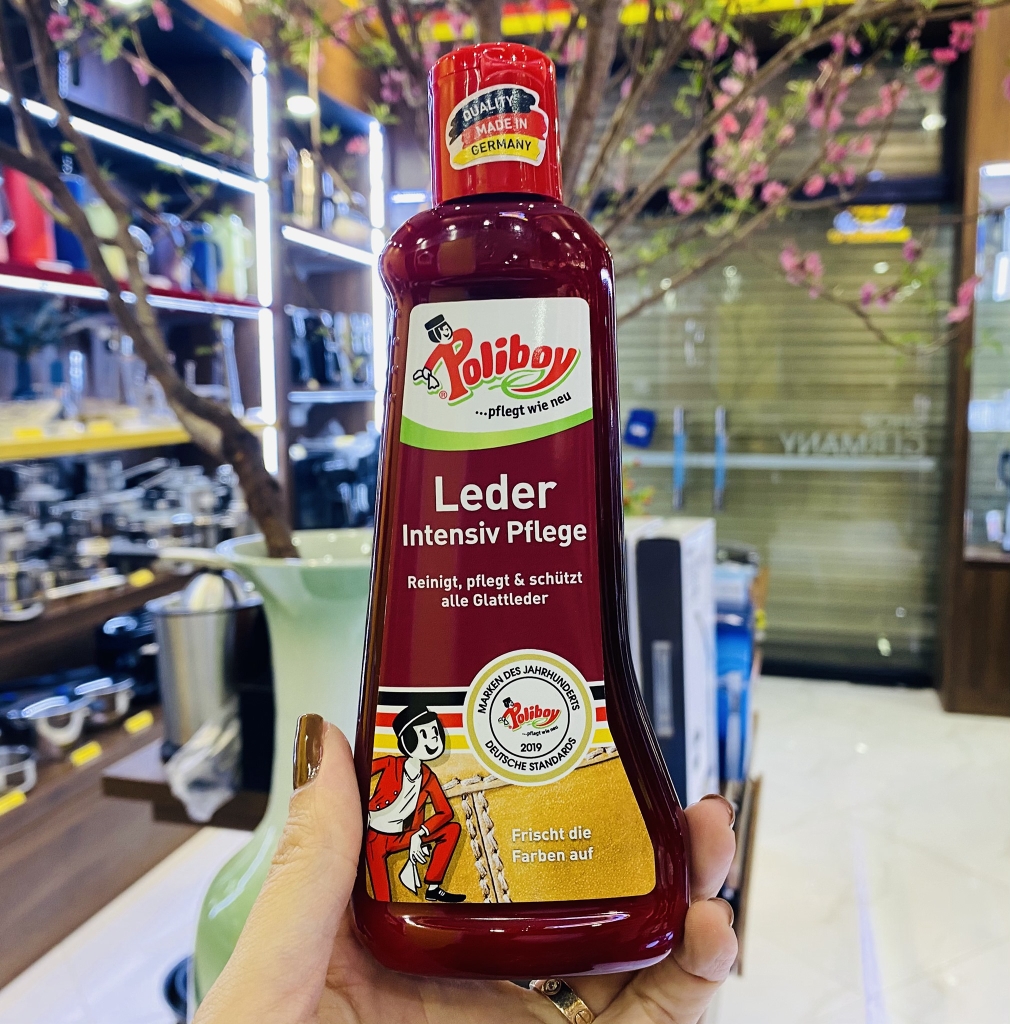 QUALITY
MADE IN
GERMANY
Poliboy
®
...pflegt wie neu
Leder
Intensiv Pflege
Reinigt, pflegt & schützt
alle Glattleder
MARKEN DES JAHRHUNDERTS
Poliboy
...pflegt wie neu
2019
DEUTSCHE STANDARDS
Frischt die
Farben auf
GERMANY